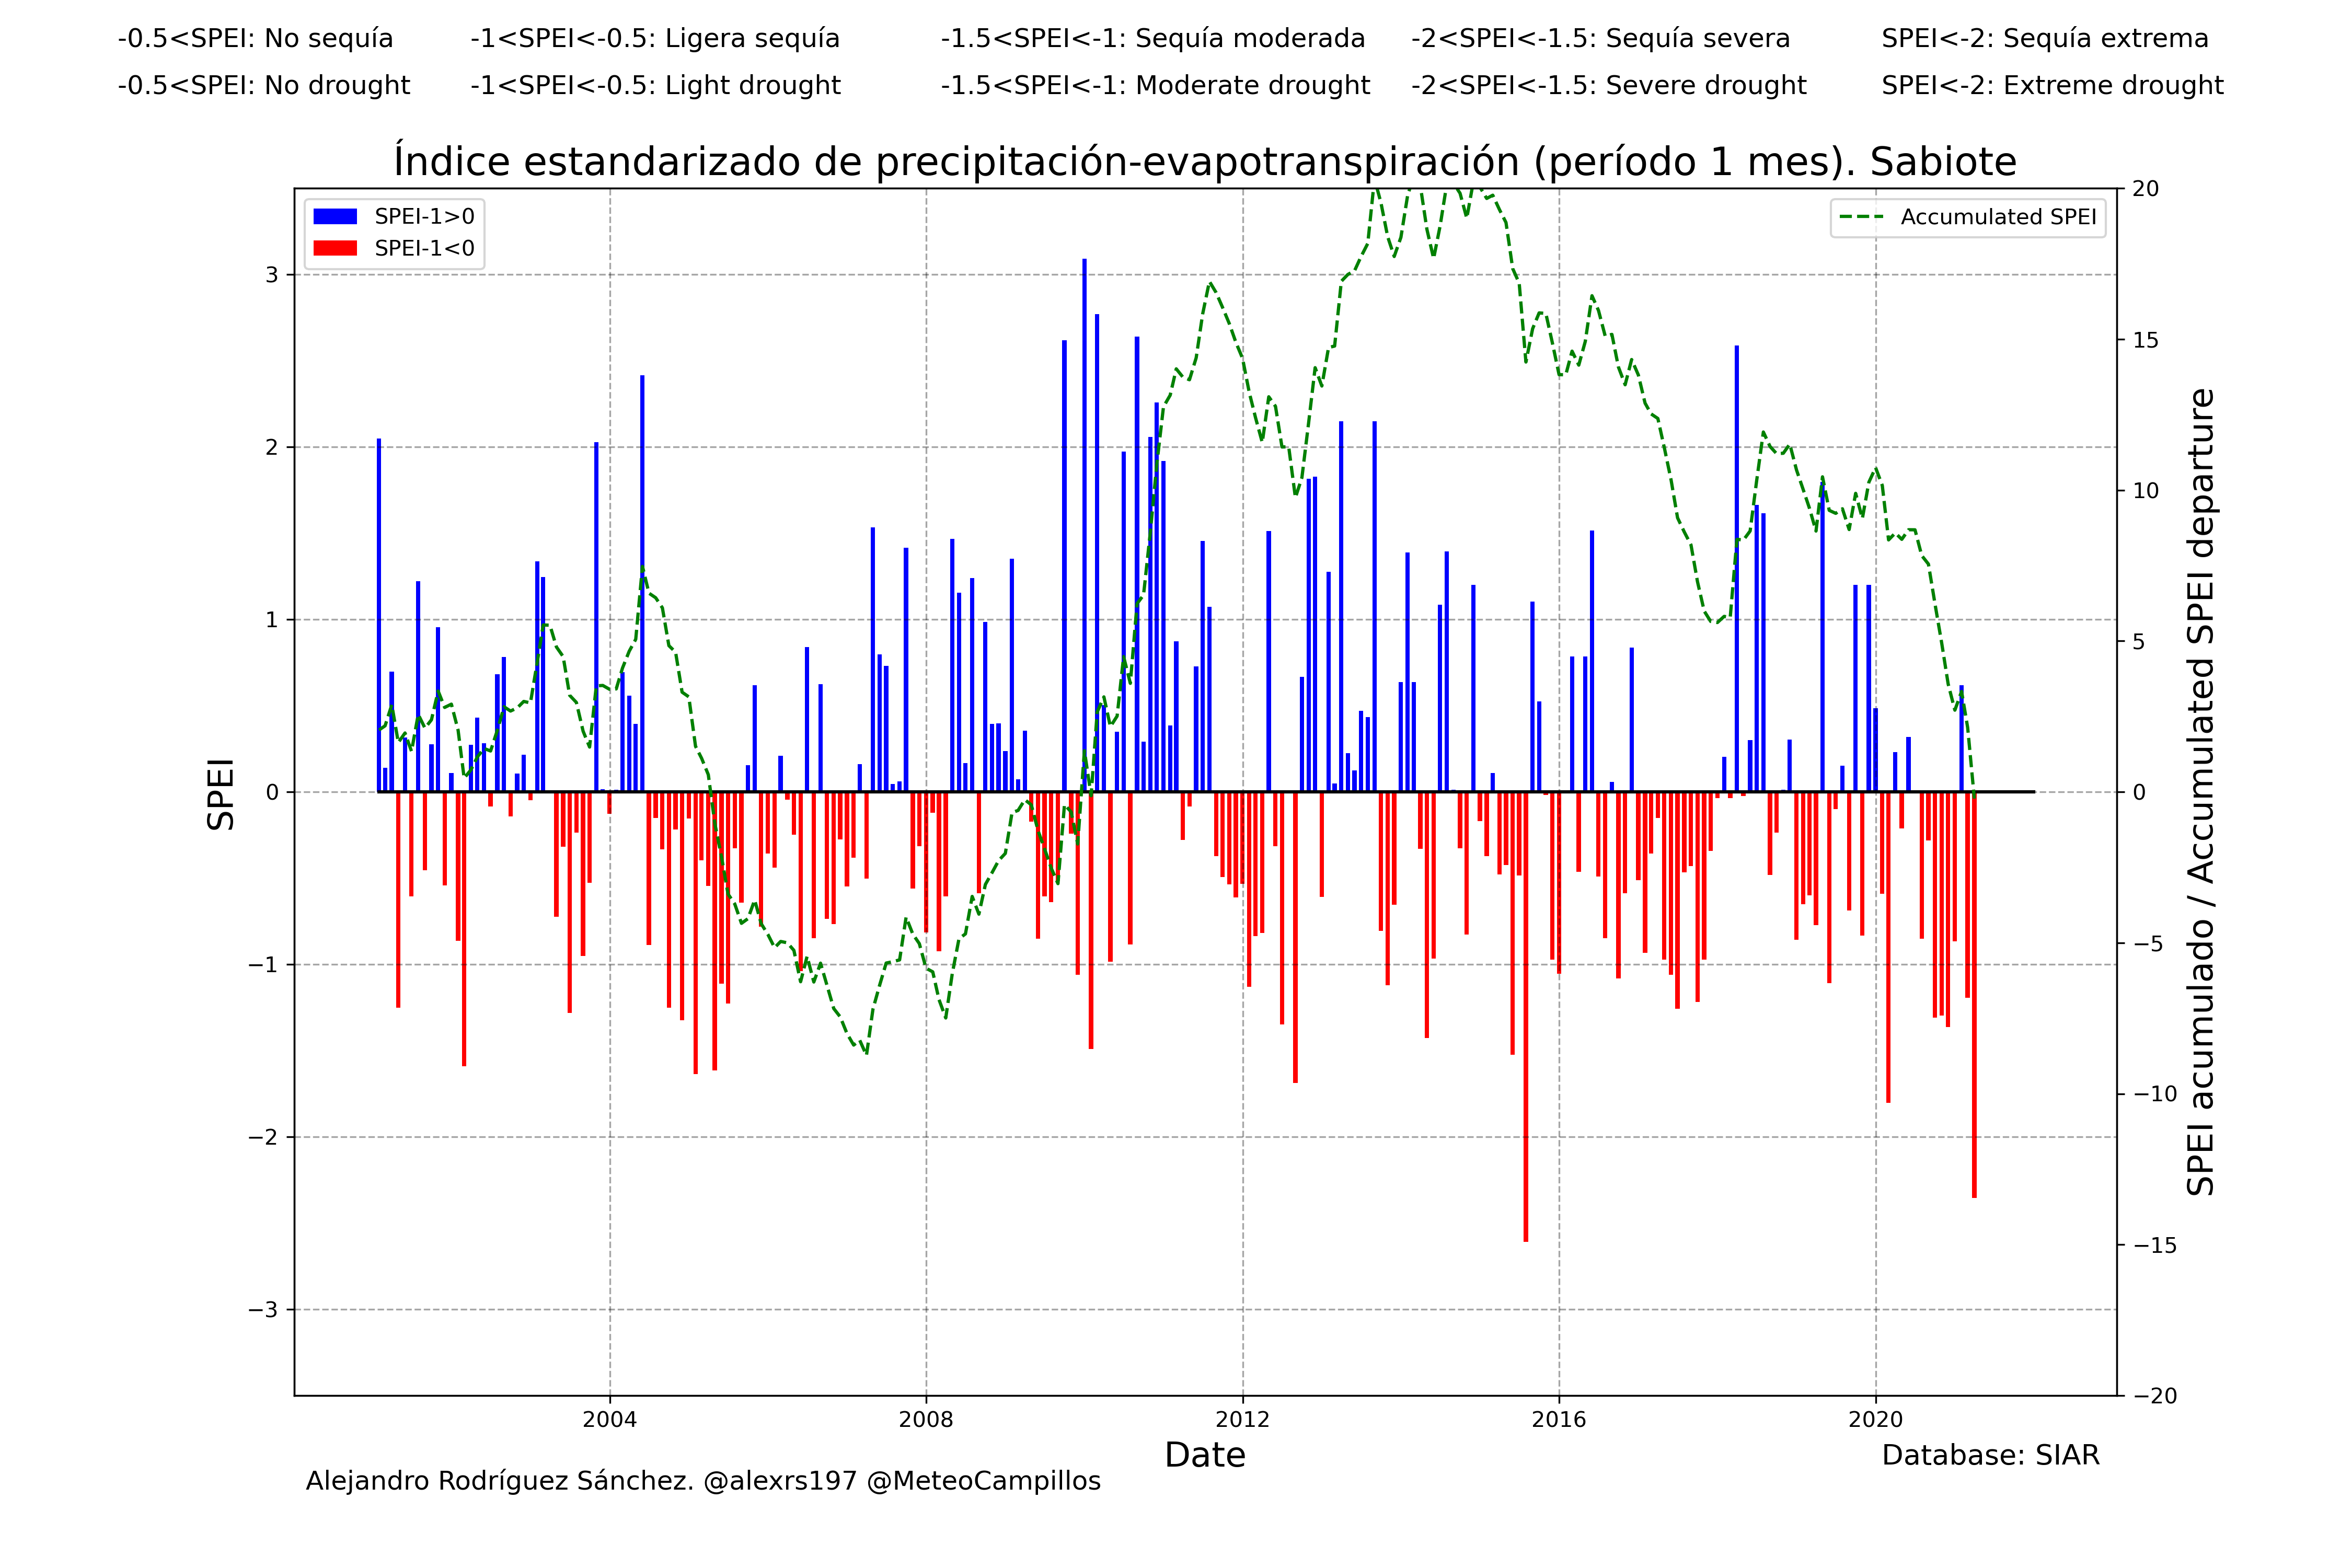 -0.5<SPEI: No sequía -1<SPEI<-0.5: Ligera sequía -1.5<SPEI<-1: Sequía moderada -2<SPEI<-1.5: Sequía severa SPEI<-2: Sequía extrema
-0.5<SPEI: No drought -1<SPEI<-0.5: Light drought -1.5<SPEI<-1: Moderate drought -2<SPEI<-1.5: Severe drought SPEI<-2: Extreme drought
Índice estandarizado de precipitación-evapotranspiración (período 1 mes). Sabiote
SPEI-1>0
SPEI-1<0
Accumulated SPEI
SPEI
3
2
1
0
−1
−2
−3
20
15
10
5
0
−5
−10
−15
−20
SPEI acumulado / Accumulated SPEI departure
2004 2008 2012 2016 2020
Date
Database: SIAR
Alejandro Rodríguez Sánchez. @alexrs197 @MeteoCampillos